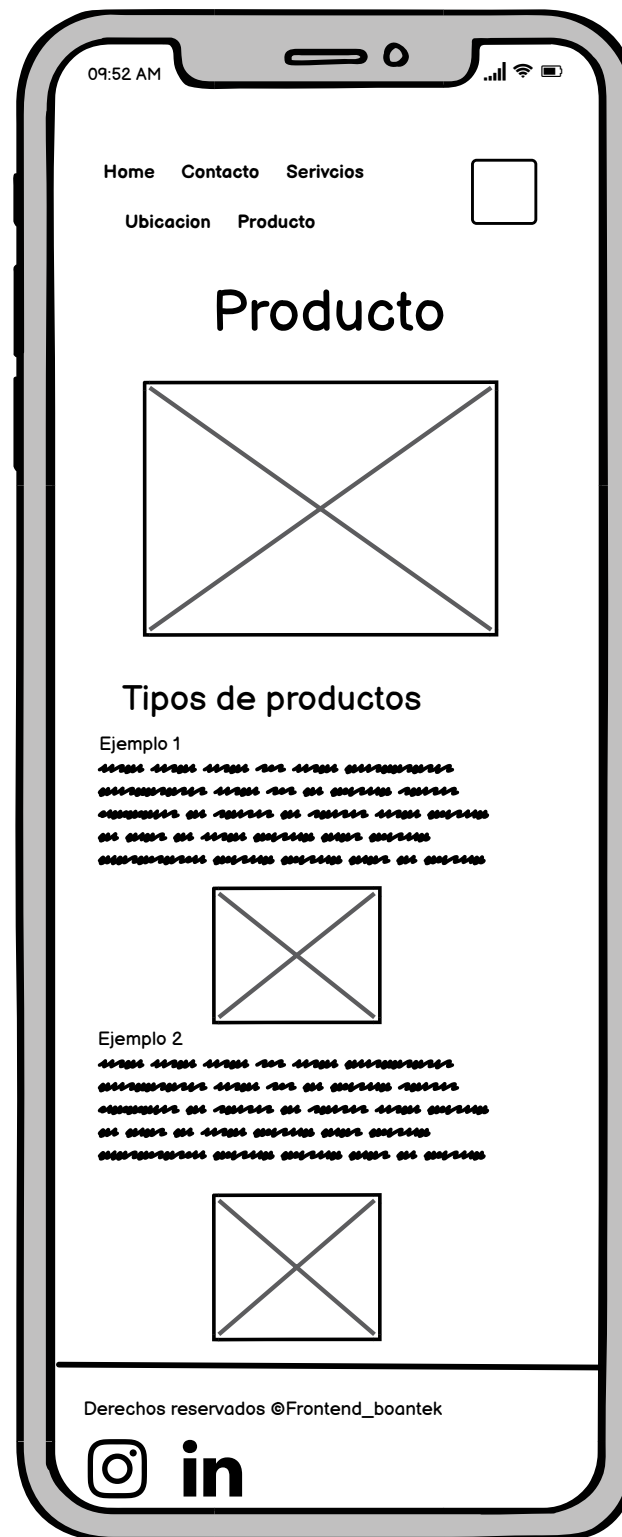 09:52 AM
Home Contacto Serivcios
Ubicacion Producto
Producto
Tipos de productos
Ejemplo 1
Ejemplo 2
Derechos reservados ©Frontend_boantek
in